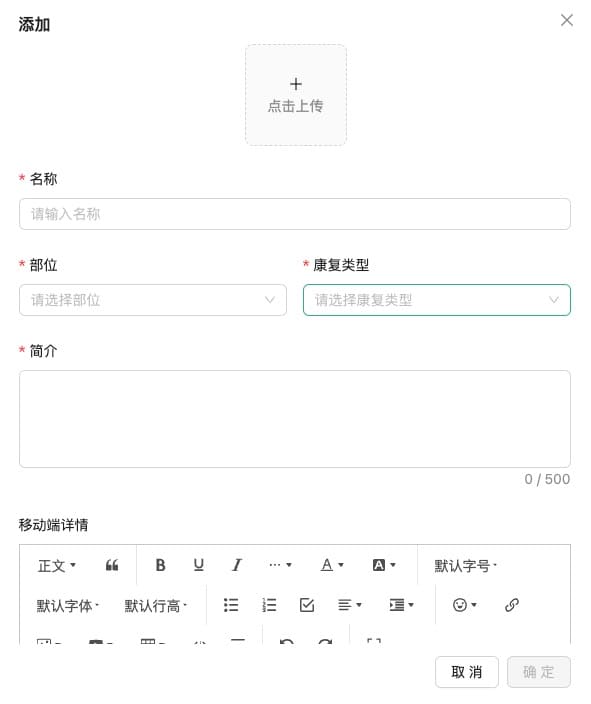 添加
点击上传
* 名称
请输入名称
* 部位 * 康复类型
请选择部位 请选择康复类型
* 简介
0 / 500
移动端详情
正文 B U I ... A A 默认字号
默认字体 默认行高
取 消 确 定